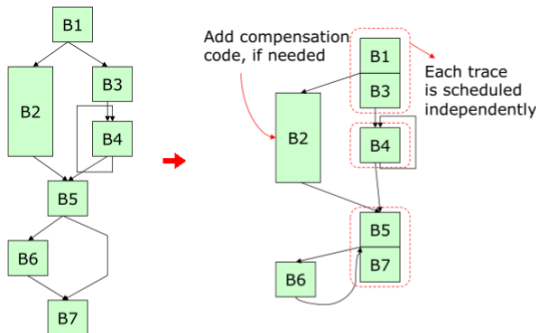 B1
B2
B3
B4
B5
B6
B7
Add compensation
code, if needed
B1
B3
Each trace
is scheduled
independently
B2
B4
B5
B7
B6